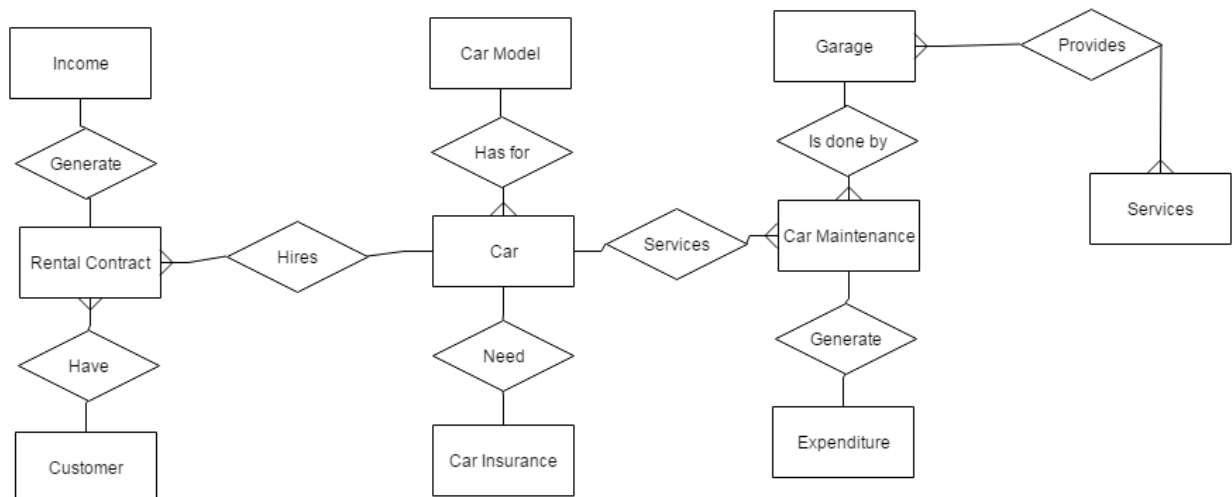 Income
Car Model
Garage
Provides
Generate
Has for
Is done by
Services
Rental Contract
Hires
Car
Services
Car Maintenance
Have
Need
Generate
Customer
Car Insurance
Expenditure